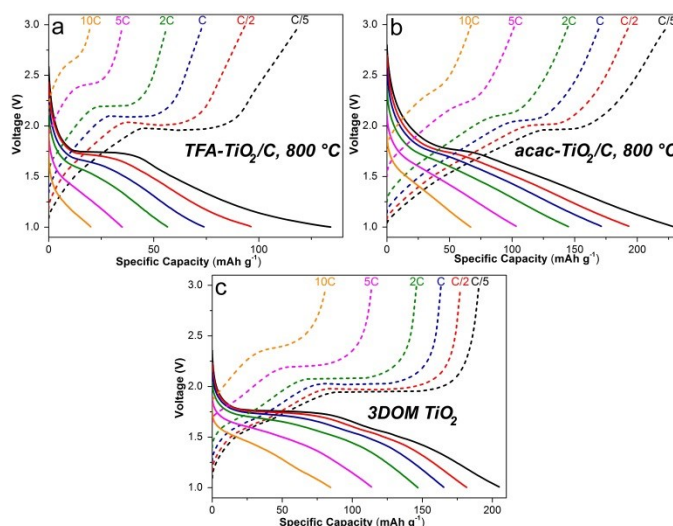 a
10C 5C 2C C C/2 C/5
3.0
2.5
2.0
1.5
1.0
Voltage (V)
TFA-TiO2/C, 800 °C
0 50 100
Specific Capacity (mAh g-1)
b
10C 5C 2C C C/2 C/5
3.0
2.5
2.0
1.5
1.0
Voltage (V)
acac-TiO2/C, 800 °C
0 50 100 150 200
Specific Capacity (mAh g-1)
c
10C 5C 2C C C/2 C/5
3.0
2.5
2.0
1.5
1.0
Voltage (V)
3DOM TiO2
0 50 100 150 200
Specific Capacity (mAh g-1)